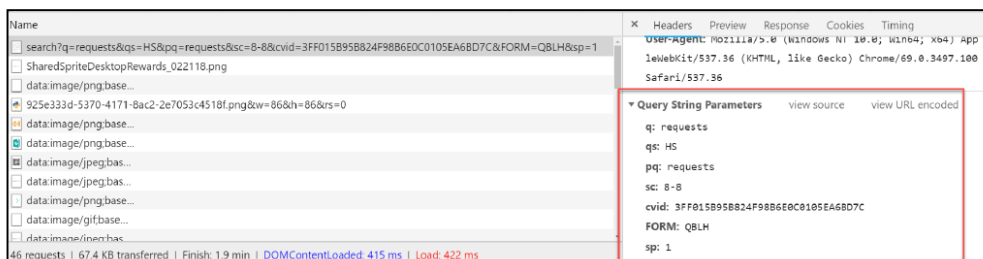 Name
search?q=requests&qs=HS&pq=requests&sc=8-8&cvid=3FF015B95B824F98B6E0C0105EA6BD7C&FORM=QBLH&sp=1
SharedSpriteDesktopRewards_022118.png
data:image/png;base...
925e333d-5370-4171-8ac2-2e7053c4518f.png&w=86&h=86&rs=0
data:image/png;base...
data:image/png;base...
data:image/jpeg;bas...
data:image/jpeg;bas...
data:image/png;base...
data:image/gif;base...
data:image/jpeg;bas...
46 requests | 67.4 KB transferred | Finish: 1.9 min | DOMContentLoaded: 415 ms | Load: 422 ms
× Headers Preview Response Cookies Timing
User-Agent: Mozilla/5.0 (Windows NT 10.0; Win64; x64) App
leWebKit/537.36 (KHTML, like Gecko) Chrome/69.0.3497.100
Safari/537.36
▼ Query String Parameters view source view URL encoded
q: requests
qs: HS
pq: requests
sc: 8-8
cvid: 3FF015B95B824F98B6E0C0105EA6BD7C
FORM: QBLH
sp: 1